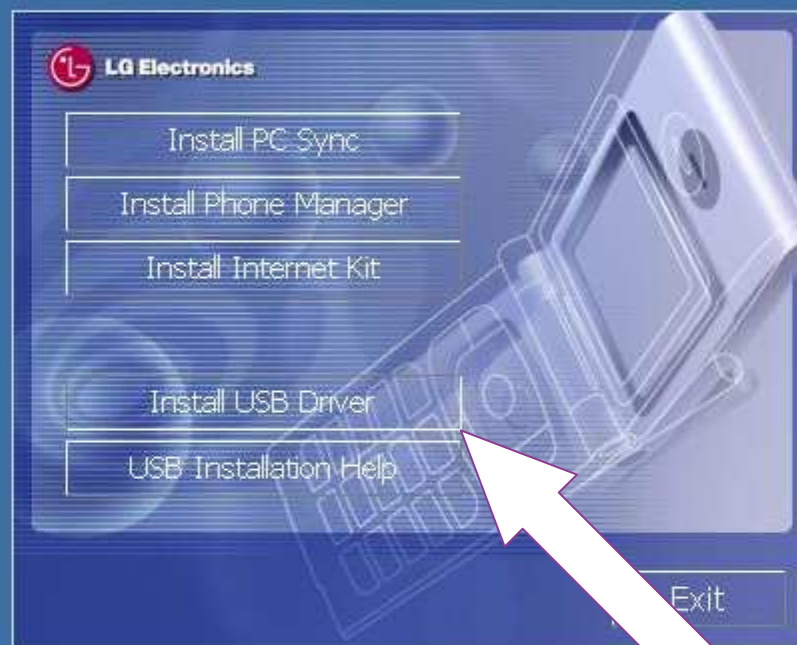 LG Electronics
Install PC Sync
Install Phone Manager
Install Internet Kit
Install USB Driver
USB Installation Help
Exit